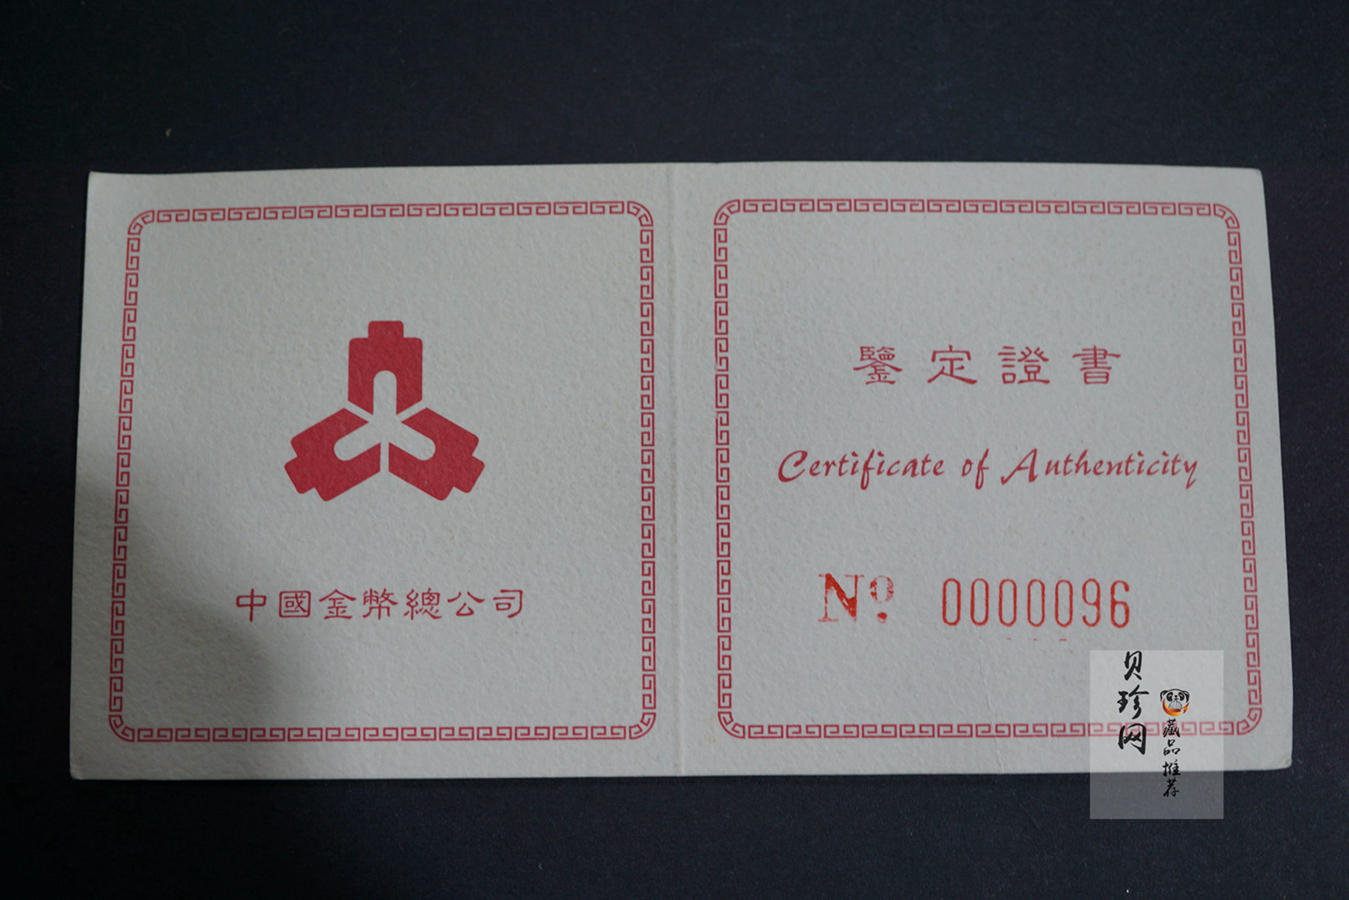 中國金幣總公司
鑒定證書
Certificate of Authenticity
Nº 0000096
贝珍网
藏品推荐